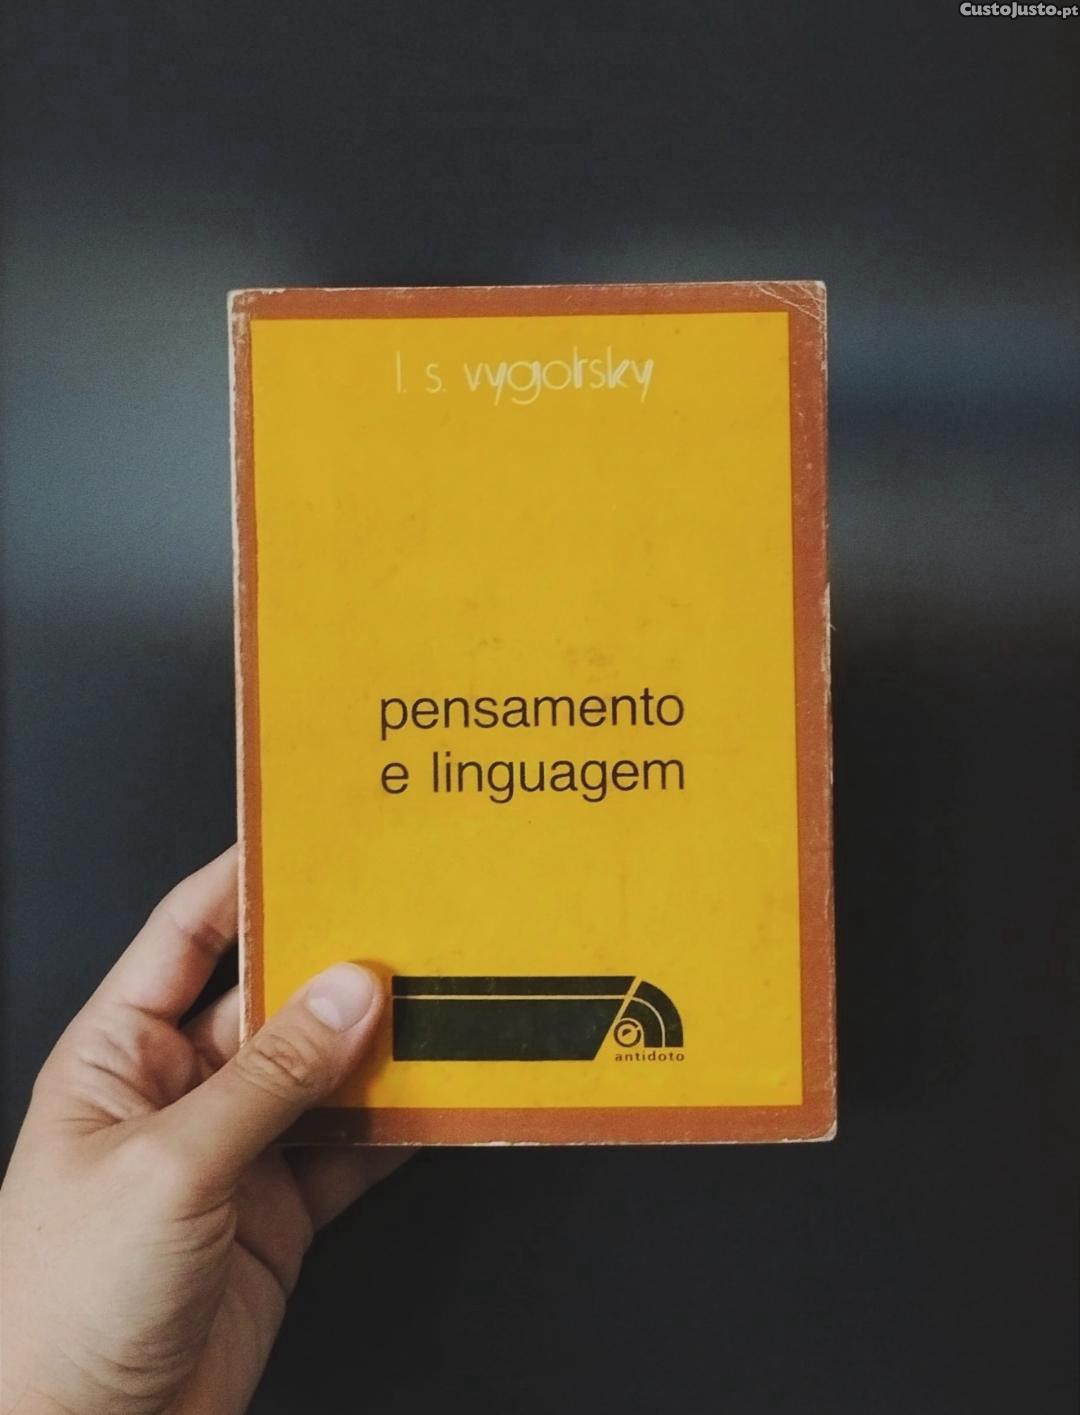 CustoJusto.pt
l. s. vygotsky
pensamento
e linguagem
antidoto